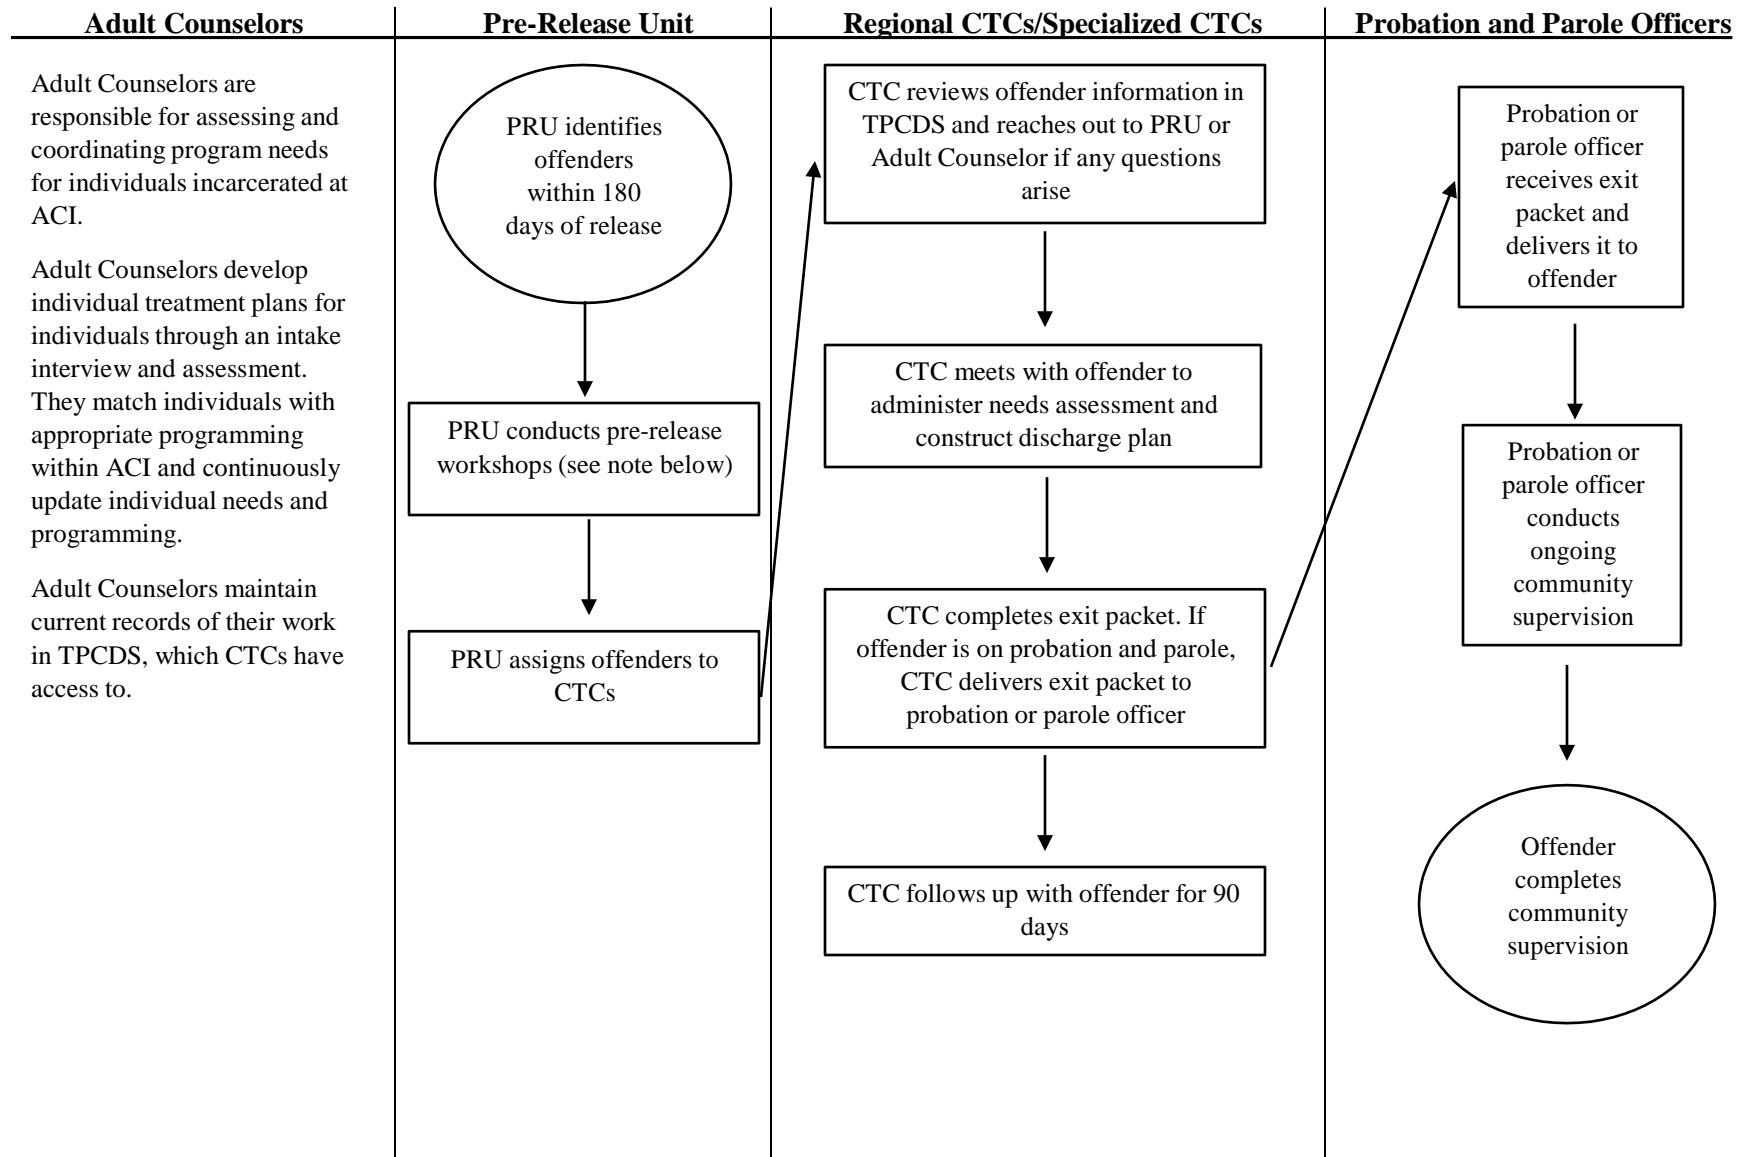 Adult Counselors
Adult Counselors are
responsible for assessing and
coordinating program needs
for individuals incarcerated at
ACI.
Adult Counselors develop
individual treatment plans for
individuals through an intake
interview and assessment.
They match individuals with
appropriate programming
within ACI and continuously
update individual needs and
programming.
Adult Counselors maintain
current records of their work
in TPCDS, which CTCs have
access to.
Pre-Release Unit
PRU identifies
offenders
within 180
days of release
PRU conducts pre-release
workshops (see note below)
PRU assigns offenders to
CTCs
Regional CTCs/Specialized CTCs
CTC reviews offender information in
TPCDS and reaches out to PRU or
Adult Counselor if any questions
arise
CTC meets with offender to
administer needs assessment and
construct discharge plan
CTC completes exit packet. If
offender is on probation and parole,
CTC delivers exit packet to
probation or parole officer
CTC follows up with offender for 90
days
Probation and Parole Officers
Probation or
parole officer
receives exit
packet and
delivers it to
offender
Probation or
parole officer
conducts
ongoing
community
supervision
Offender
completes
community
supervision